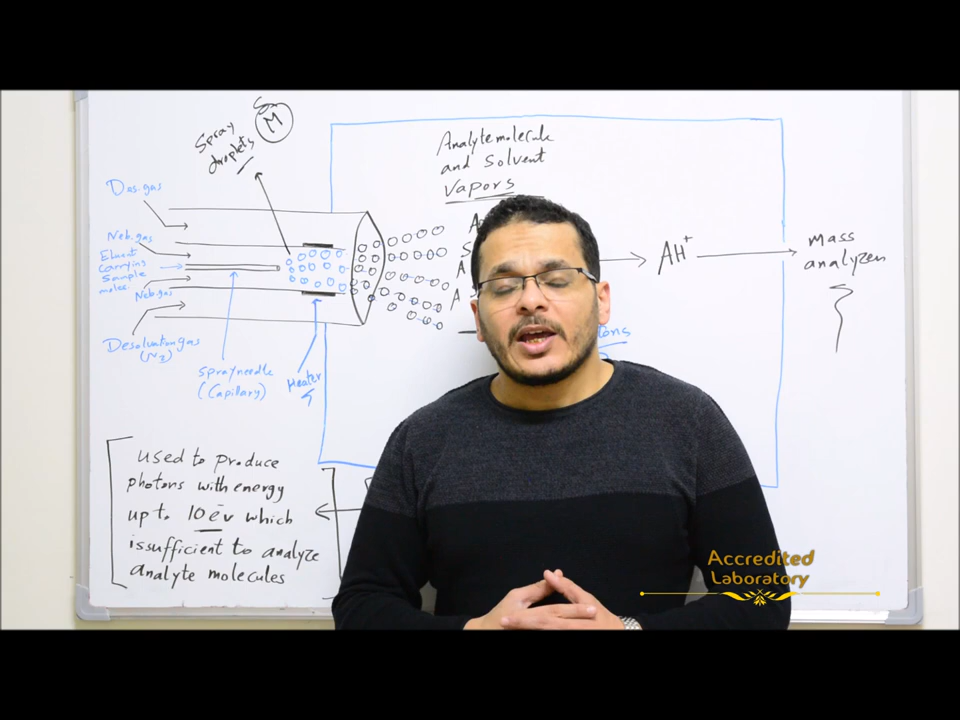 Spray
droplets
M
Des.gas
Neb.gas
Eluent
carrying
sample
molec.
Neb.gas
Desolvation gas
(N2)
spray needle
(Capilary)
Heater
Analyte molecule
and solvent
vapors
A
S
A
A
AH+
mass
analyzer
used to produce
photons with energy
up to 10 ev which
issufficient to analyze
analyte molecules
Accredited
Laboratory